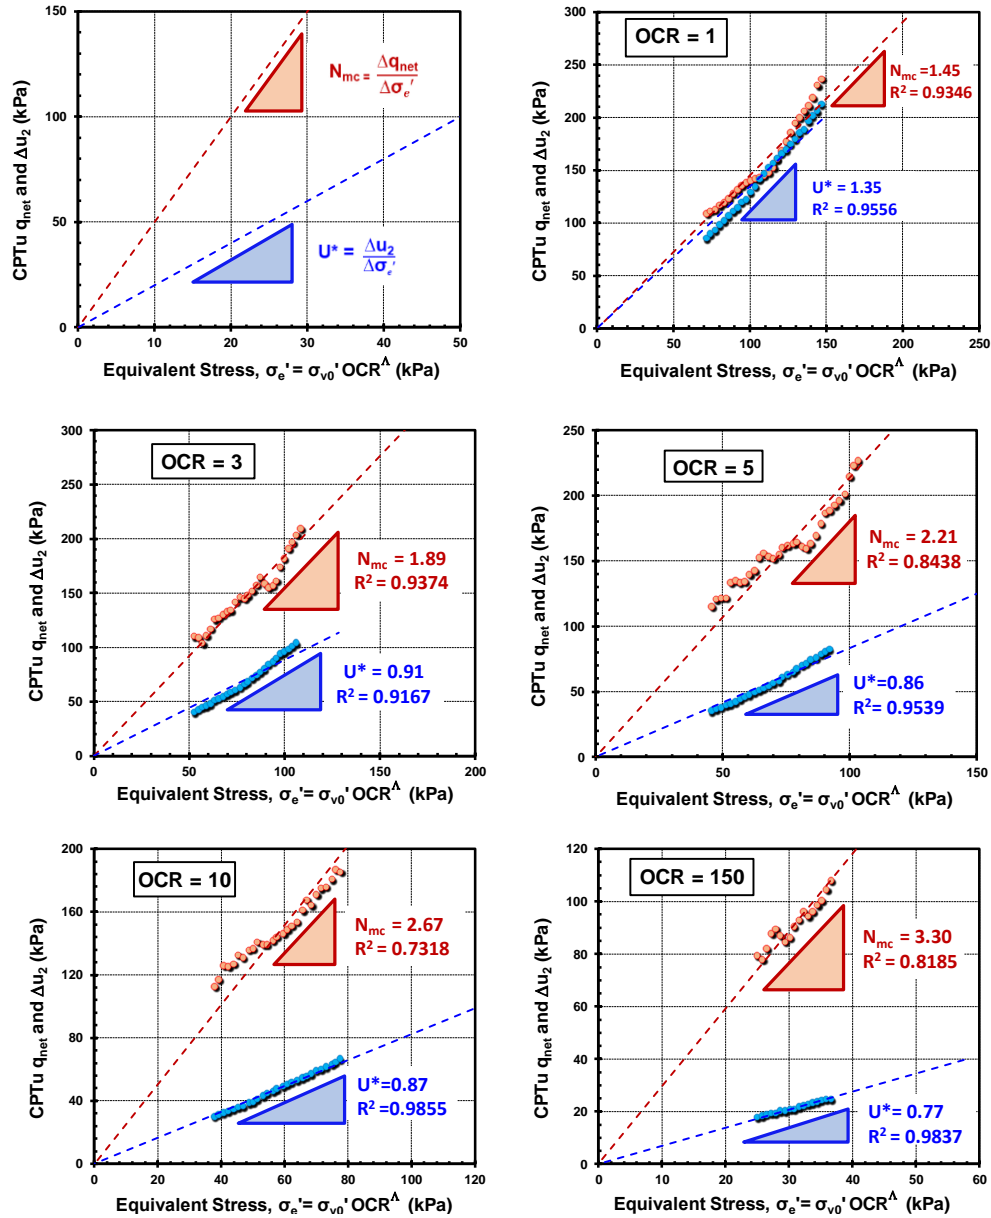 150
100
50
0
CPTu q_net and Δu_2 (kPa)
N_mc = Δq_net / Δσ_e'
U* = Δu_2 / Δσ_e'
0 10 20 30 40 50
Equivalent Stress, σ_e' = σ_v0' OCR^Λ (kPa)
300
250
200
150
100
50
0
CPTu q_net and Δu_2 (kPa)
OCR = 1
N_mc =1.45
R² = 0.9346
U* = 1.35
R² = 0.9556
0 50 100 150 200 250
Equivalent Stress, σ_e' = σ_v0' OCR^Λ (kPa)
300
250
200
150
100
50
0
CPTu q_net and Δu_2 (kPa)
OCR = 3
N_mc = 1.89
R² = 0.9374
U* = 0.91
R² = 0.9167
0 50 100 150 200
Equivalent Stress, σ_e' = σ_v0' OCR^Λ (kPa)
250
200
150
100
50
0
CPTu q_net and Δu_2 (kPa)
OCR = 5
N_mc = 2.21
R² = 0.8438
U* =0.86
R² = 0.9539
0 50 100 150
Equivalent Stress, σ_e' = σ_v0' OCR^Λ (kPa)
200
160
120
80
40
0
CPTu q_net and Δu_2 (kPa)
OCR = 10
N_mc = 2.67
R² = 0.7318
U* =0.87
R² = 0.9855
0 20 40 60 80 100 120
Equivalent Stress, σ_e' = σ_v0' OCR^Λ (kPa)
120
100
80
60
40
20
0
CPTu q_net and Δu_2 (kPa)
OCR = 150
N_mc = 3.30
R² = 0.8185
U* = 0.77
R² = 0.9837
0 10 20 30 40 50 60
Equivalent Stress, σ_e' = σ_v0' OCR^Λ (kPa)